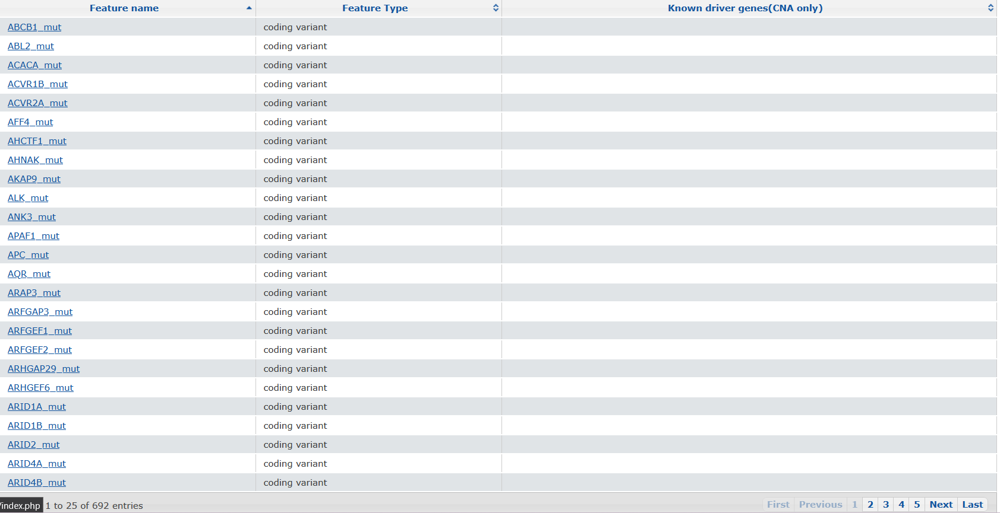 Feature name Feature Type Known driver genes(CNA only)
ABCB1_mut coding variant
ABL2_mut coding variant
ACACA_mut coding variant
ACVR1B_mut coding variant
ACVR2A_mut coding variant
AFF4_mut coding variant
AHCTF1_mut coding variant
AHNAK_mut coding variant
AKAP9_mut coding variant
ALK_mut coding variant
ANK3_mut coding variant
APAF1_mut coding variant
APC_mut coding variant
AQR_mut coding variant
ARAP3_mut coding variant
ARFGAP3_mut coding variant
ARFGEF1_mut coding variant
ARFGEF2_mut coding variant
ARHGAP29_mut coding variant
ARHGEF6_mut coding variant
ARID1A_mut coding variant
ARID1B_mut coding variant
ARID2_mut coding variant
ARID4A_mut coding variant
ARID4B_mut coding variant
/index.php 1 to 25 of 692 entries First Previous 1 2 3 4 5 Next Last